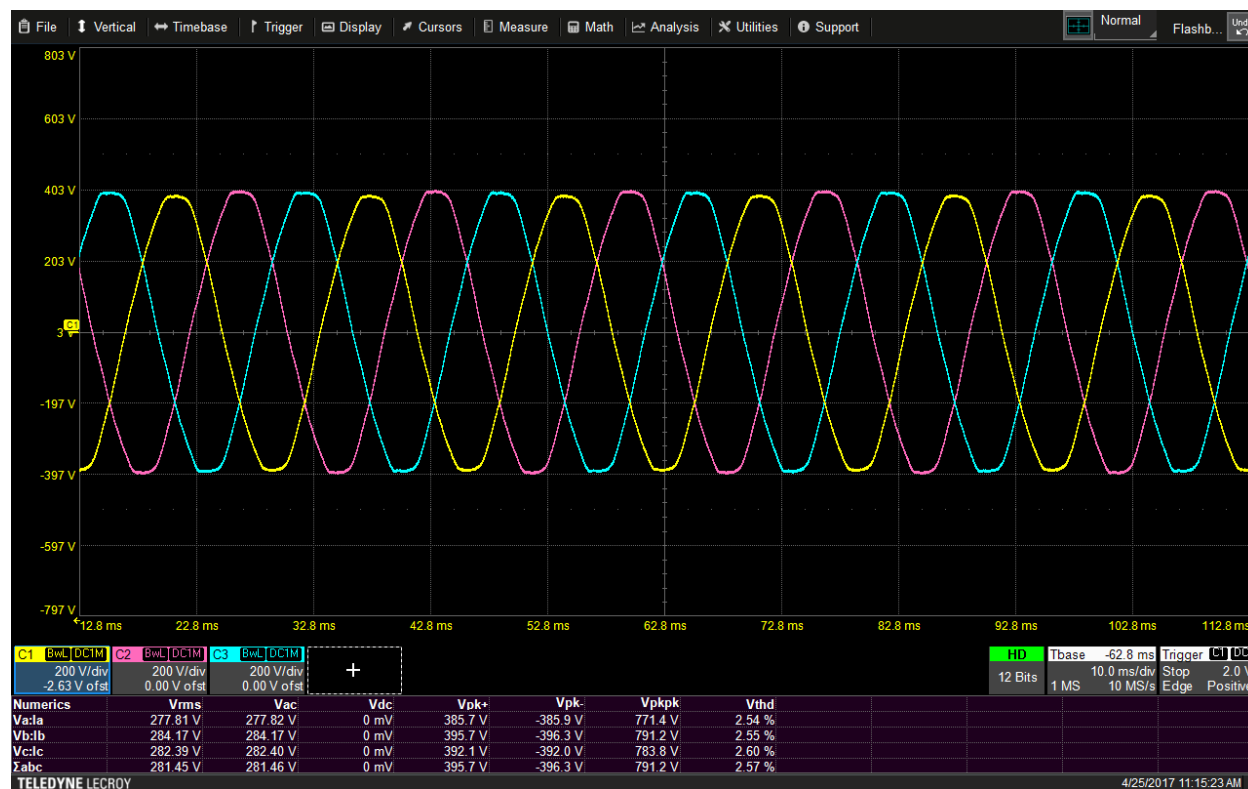 File Vertical Timebase Trigger Display Cursors Measure Math Analysis Utilities Support Normal Flashb... Und
803 V
603 V
403 V
203 V
C1
3 V
-197 V
-397 V
-597 V
-797 V
12.8 ms 22.8 ms 32.8 ms 42.8 ms 52.8 ms 62.8 ms 72.8 ms 82.8 ms 92.8 ms 102.8 ms 112.8 ms
C1 BwL DC1M C2 BwL DC1M C3 BwL DC1M HD Tbase -62.8 ms Trigger C1 DC
200 V/div 200 V/div 200 V/div + 12 Bits 10.0 ms/div Stop 2.0 V
-2.63 V ofst 0.00 V ofst 0.00 V ofst 1 MS 10 MS/s Edge Positive
Numerics Vrms Vac Vdc Vpk+ Vpk- Vpkpk Vthd
Va:Ia 277.81 V 277.82 V 0 mV 385.7 V -385.9 V 771.4 V 2.54 %
Vb:Ib 284.17 V 284.17 V 0 mV 395.7 V -396.3 V 791.2 V 2.55 %
Vc:Ic 282.39 V 282.40 V 0 mV 392.1 V -392.0 V 783.8 V 2.60 %
Σabc 281.45 V 281.46 V 0 mV 395.7 V -396.3 V 791.2 V 2.57 %
TELEDYNE LECROY 4/25/2017 11:15:23 AM